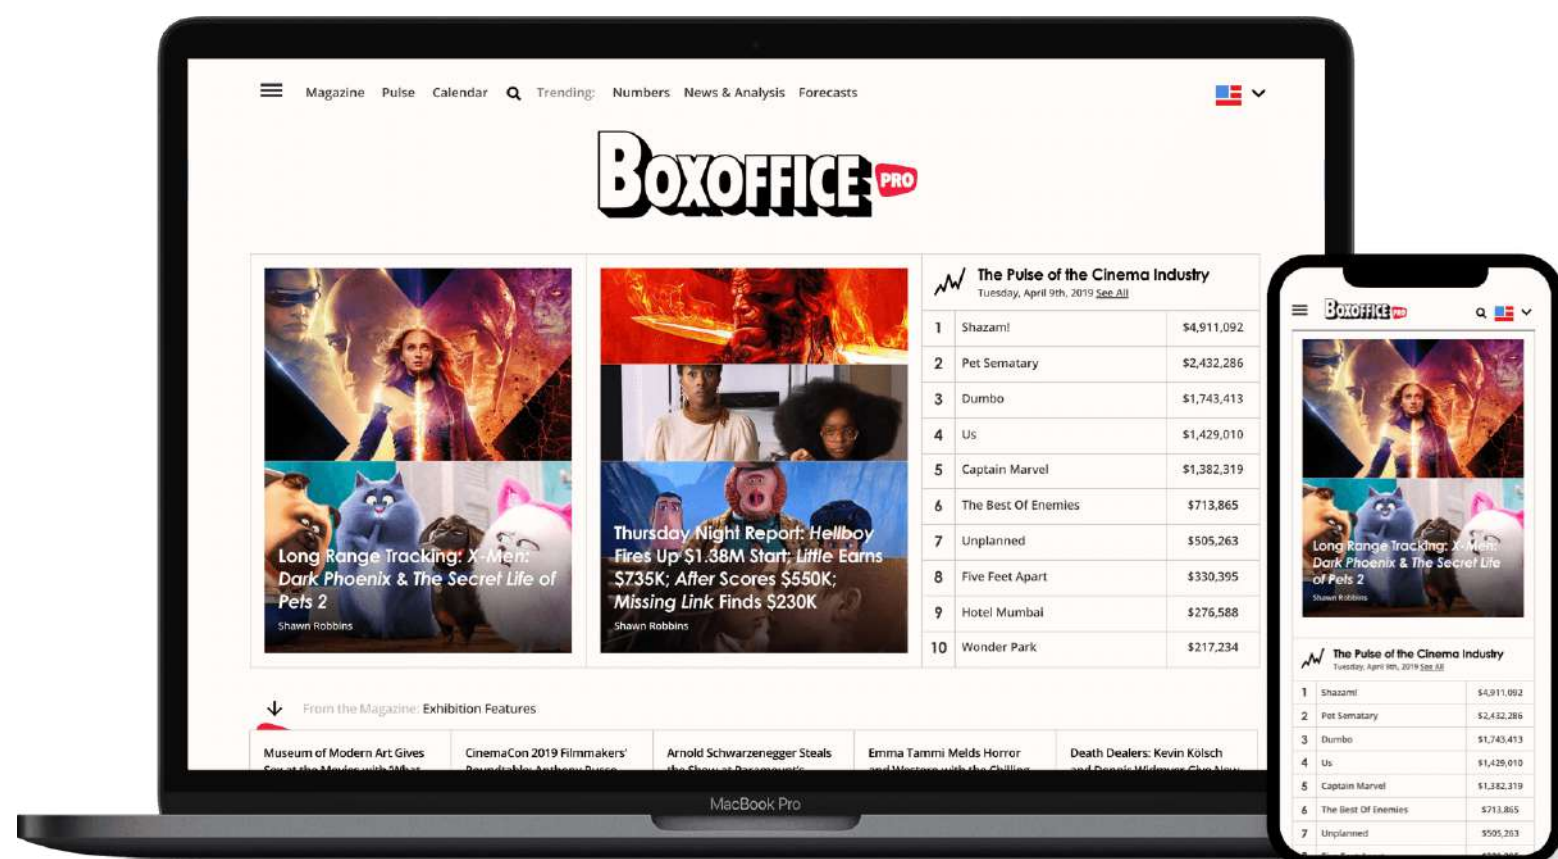 Magazine Pulse Calendar Trending: Numbers News & Analysis Forecasts
BOXOFFICE PRO
Long Range Tracking: X-Men:
Dark Phoenix & The Secret Life of
Pets 2
Shawn Robbins
Thursday Night Report: Hellboy
Fires Up $1.38M Start; Little Earns
$735K; After Scores $550K;
Missing Link Finds $230K
Shawn Robbins
The Pulse of the Cinema Industry
Tuesday, April 9th, 2019 See All
1 Shazam! $4,911,092
2 Pet Sematary $2,432,286
3 Dumbo $1,743,413
4 Us $1,429,010
5 Captain Marvel $1,382,319
6 The Best Of Enemies $713,865
7 Unplanned $505,263
8 Five Feet Apart $330,395
9 Hotel Mumbai $276,588
10 Wonder Park $217,234
From the Magazine: Exhibition Features
Museum of Modern Art Gives
CinemaCon 2019 Filmmakers'
Arnold Schwarzenegger Steals
Emma Tammi Melds Horror
Death Dealers: Kevin Kölsch
MacBook Pro
BOXOFFICE PRO
Long Range Tracking: X-Men:
Dark Phoenix & The Secret Life
of Pets 2
Shawn Robbins
The Pulse of the Cinema Industry
Tuesday, April 9th, 2019 See All
1 Shazam! $4,911,092
2 Pet Sematary $2,432,286
3 Dumbo $1,743,413
4 Us $1,429,010
5 Captain Marvel $1,382,319
6 The Best Of Enemies $713,865
7 Unplanned $505,263